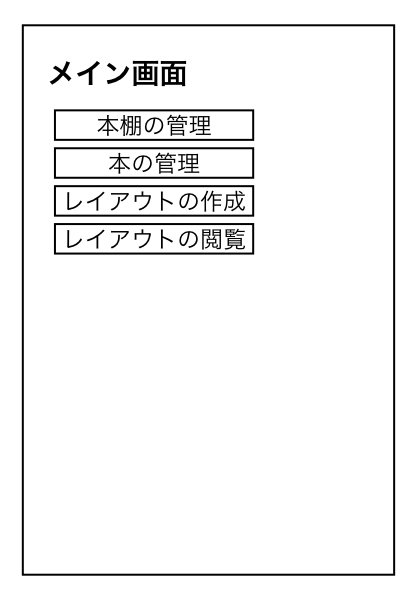 メイン画面
本棚の管理
本の管理
レイアウトの作成
レイアウトの閲覧